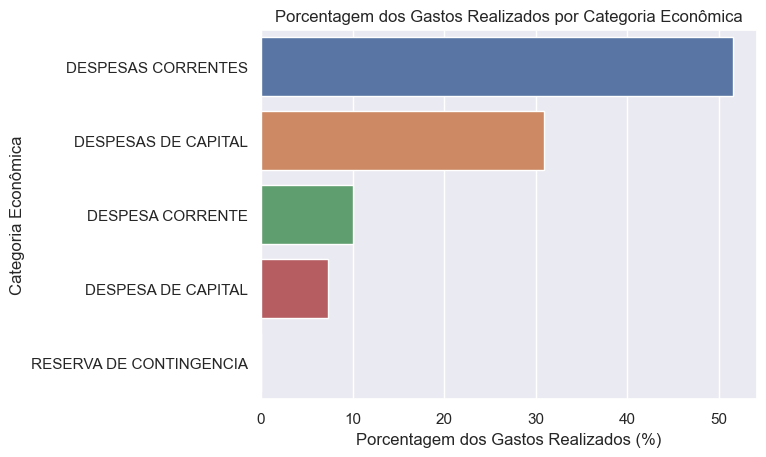 Porcentagem dos Gastos Realizados por Categoria Econômica
Categoria Econômica
DESPESAS CORRENTES
DESPESAS DE CAPITAL
DESPESA CORRENTE
DESPESA DE CAPITAL
RESERVA DE CONTINGENCIA
0 10 20 30 40 50
Porcentagem dos Gastos Realizados (%)